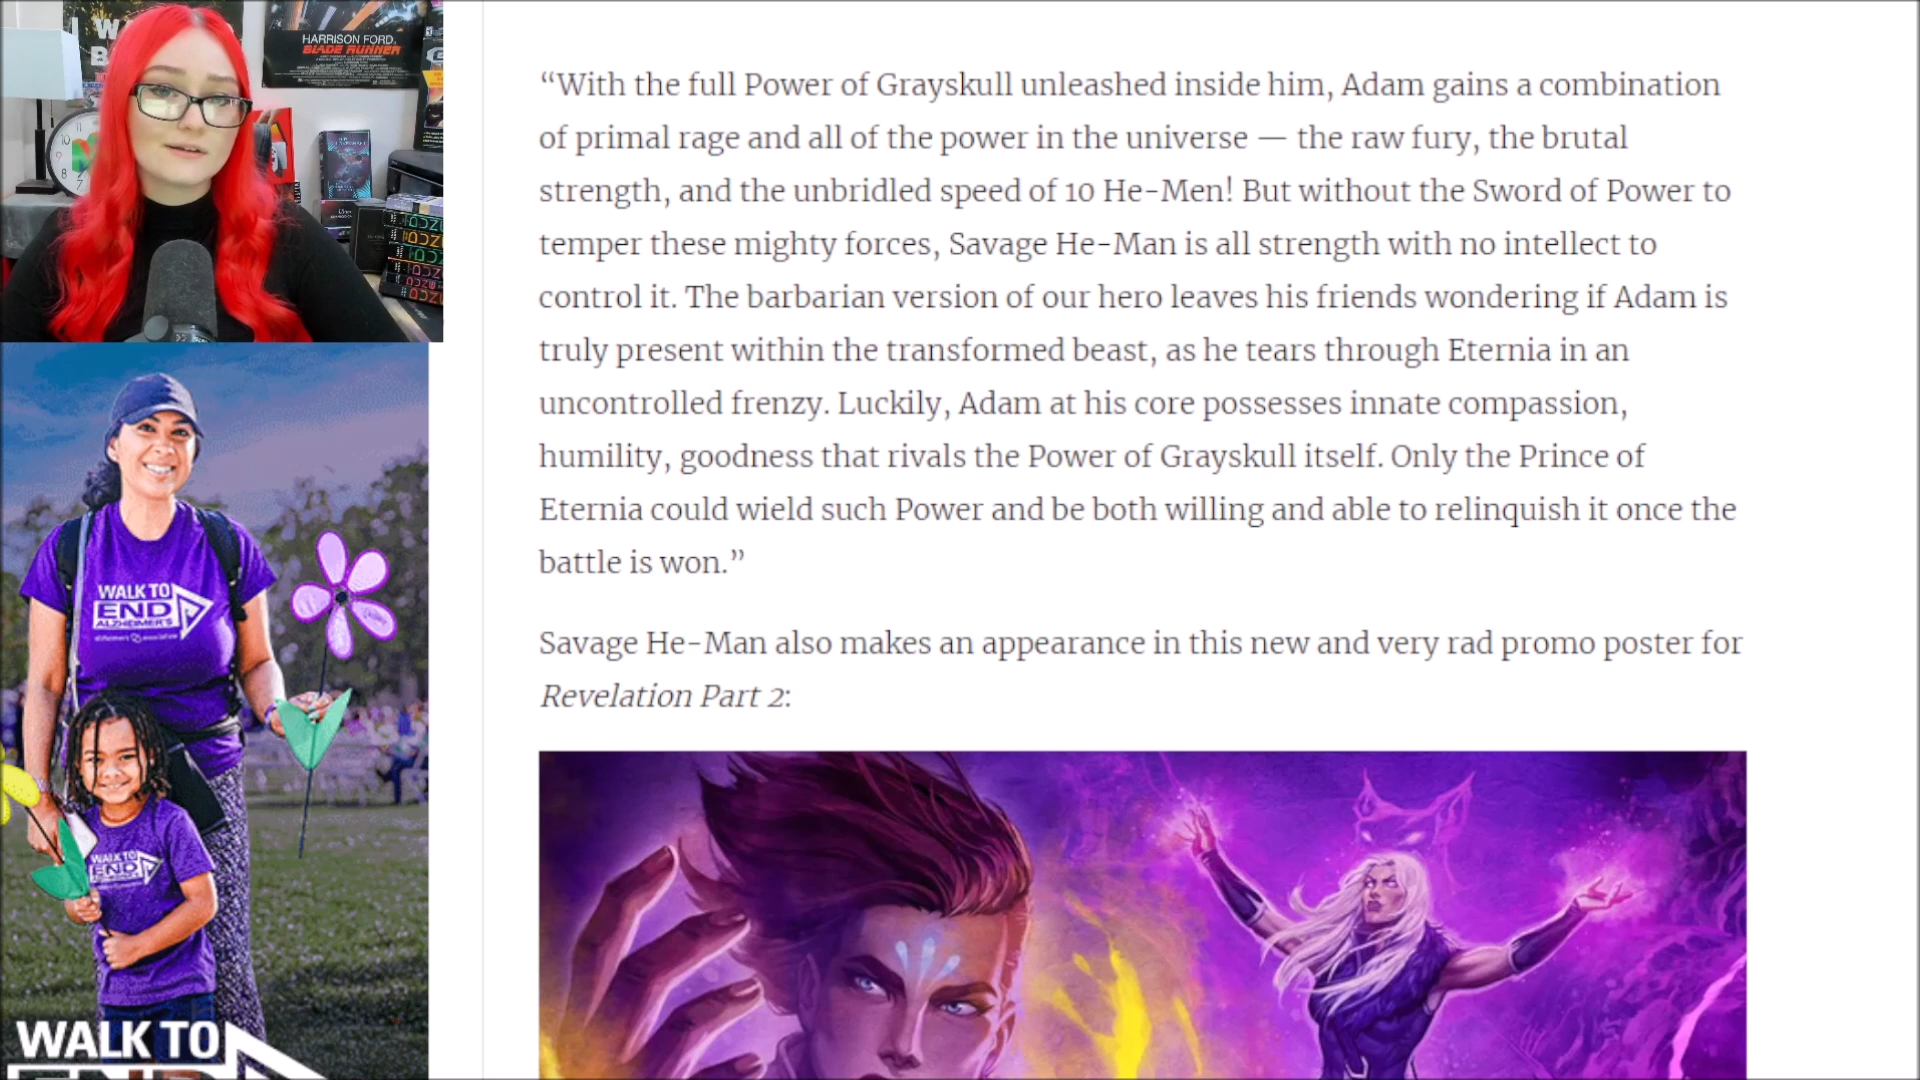 HARRISON FORD
BLADE RUNNER
“With the full Power of Grayskull unleashed inside him, Adam gains a combination
of primal rage and all of the power in the universe — the raw fury, the brutal
strength, and the unbridled speed of 10 He-Men! But without the Sword of Power to
temper these mighty forces, Savage He-Man is all strength with no intellect to
control it. The barbarian version of our hero leaves his friends wondering if Adam is
truly present within the transformed beast, as he tears through Eternia in an
uncontrolled frenzy. Luckily, Adam at his core possesses innate compassion,
humility, goodness that rivals the Power of Grayskull itself. Only the Prince of
Eternia could wield such Power and be both willing and able to relinquish it once the
battle is won.”
Savage He-Man also makes an appearance in this new and very rad promo poster for
Revelation Part 2:
WALK TO
END
ALZHEIMER'S
WALK TO
END
WALK TO
END